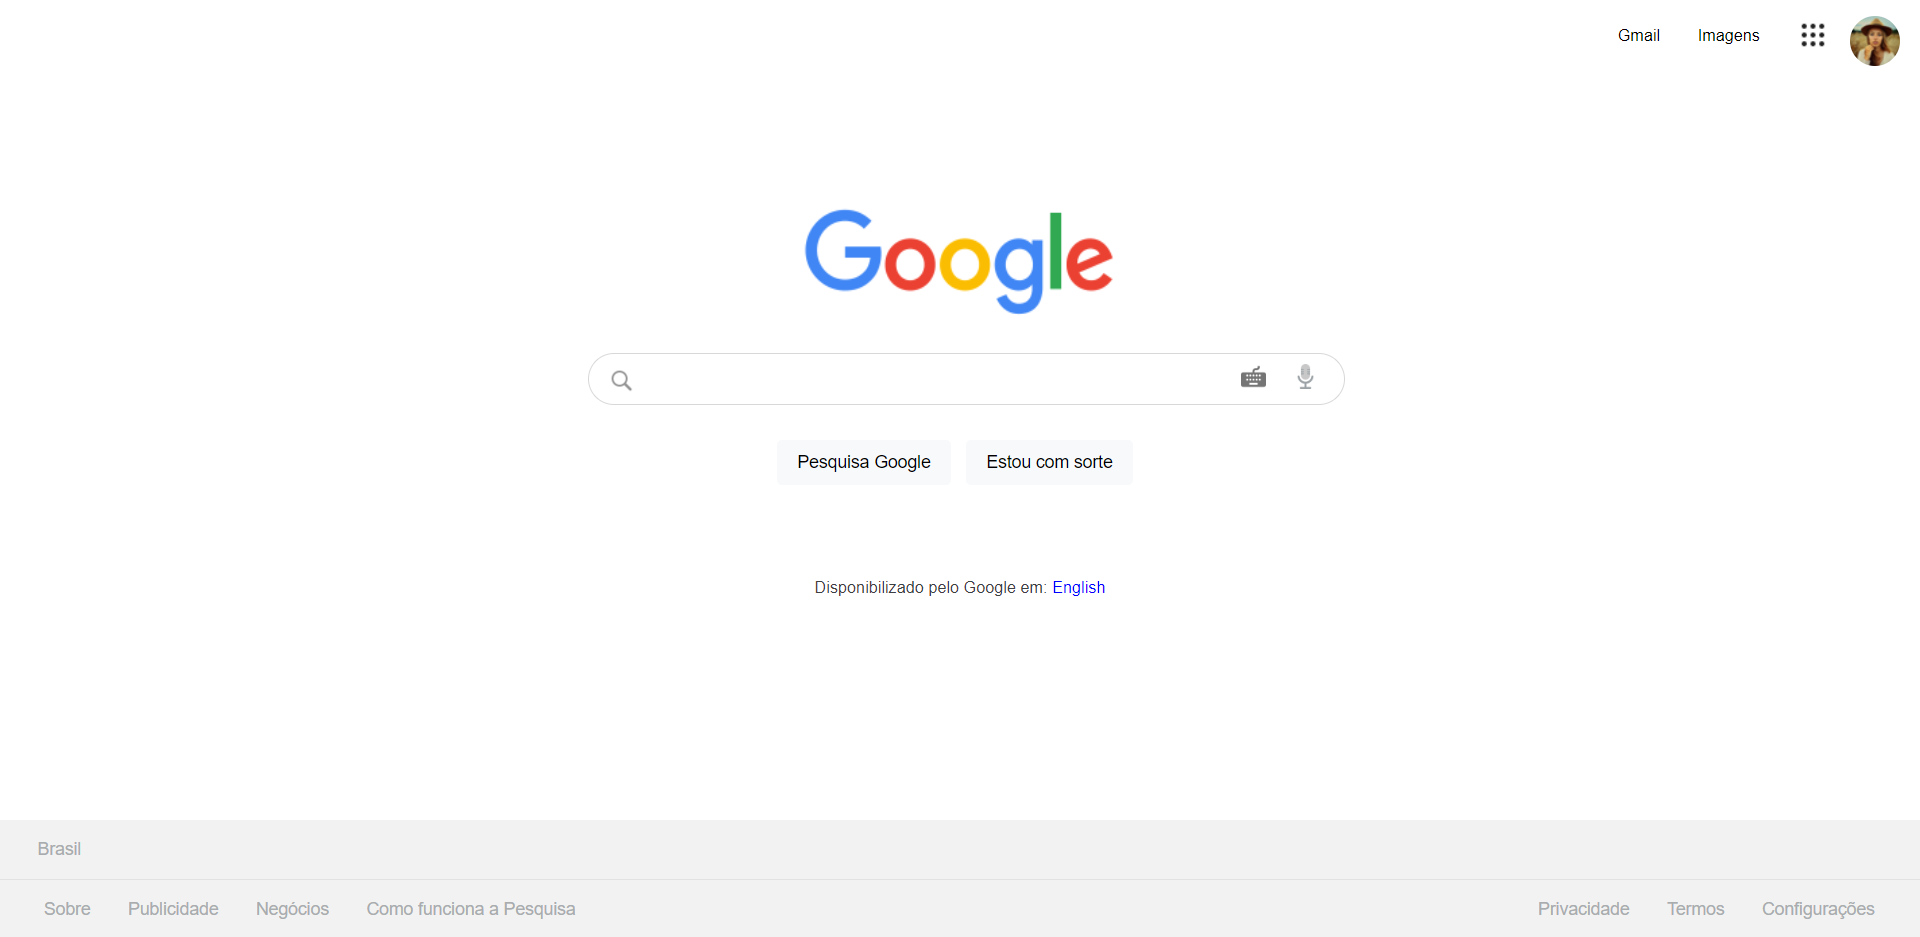 Gmail Imagens
Google
Pesquisa Google Estou com sorte
Disponibilizado pelo Google em: English
Brasil
Sobre Publicidade Negócios Como funciona a Pesquisa Privacidade Termos Configurações